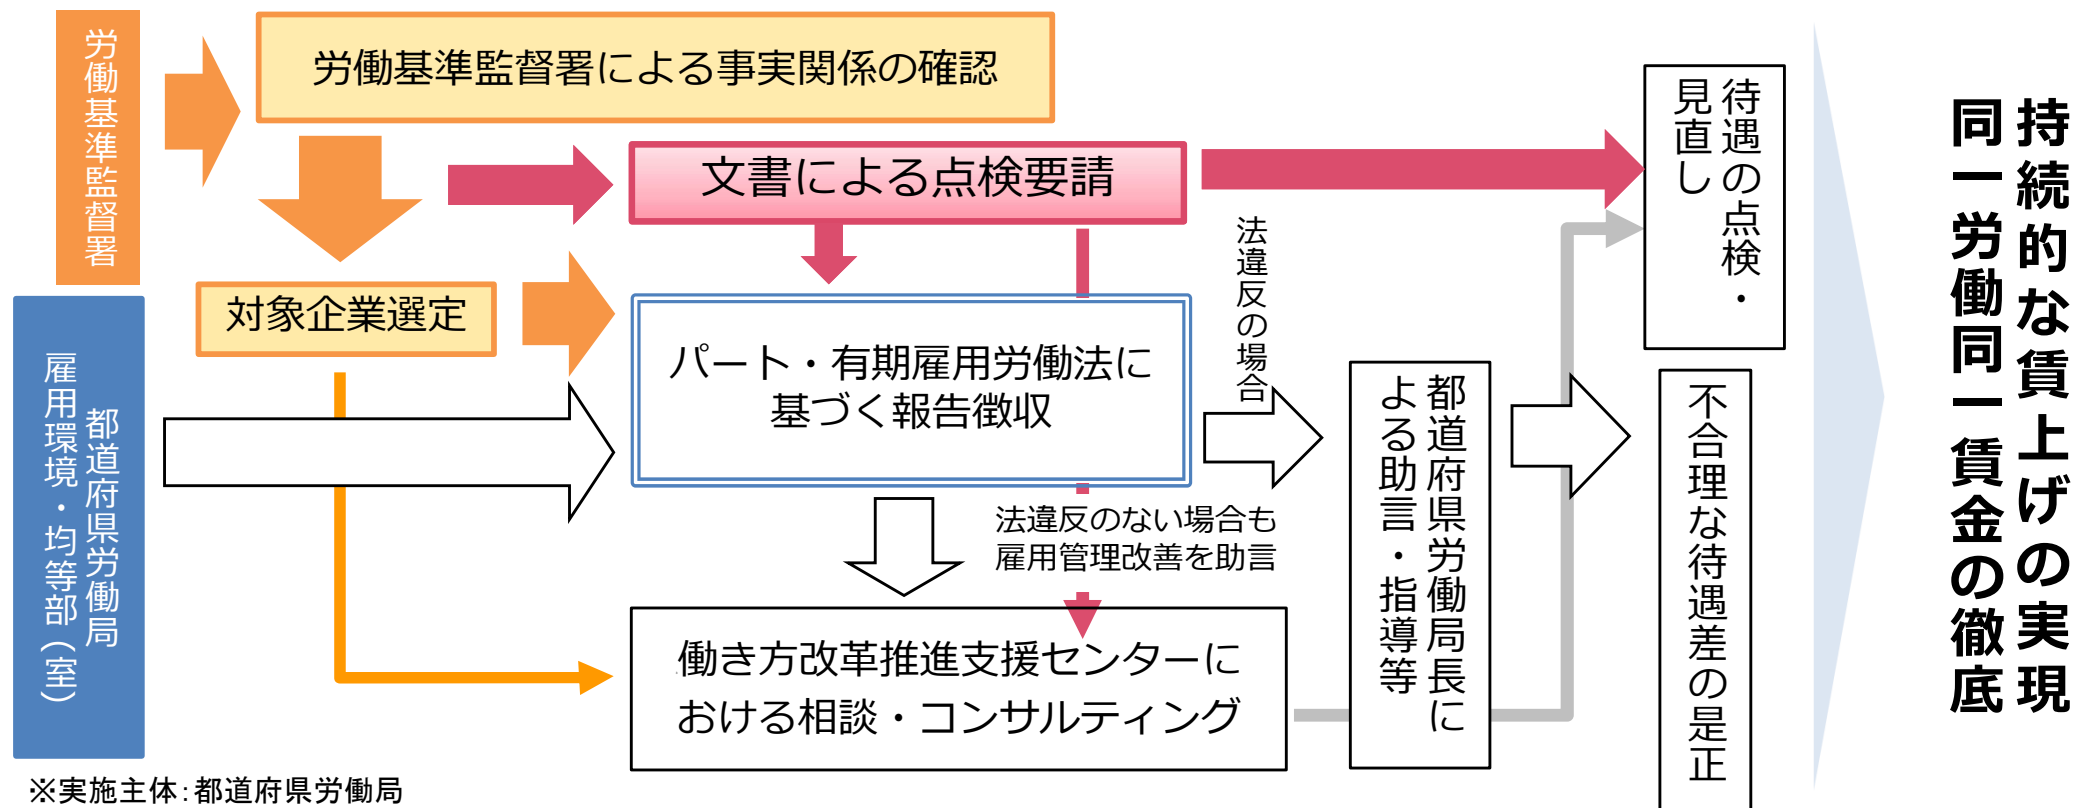 労働基準監督署
労働基準監督署による事実関係の確認
文書による点検要請
対象企業選定
都道府県労働局
雇用環境・均等部（室）
パート・有期雇用労働法に
基づく報告徴収
法違反の場合
法違反のない場合も
雇用管理改善を助言
働き方改革推進支援センターに
おける相談・コンサルティング
都道府県労働局長に
よる助言・指導等
待遇の点検・
見直し
不合理な待遇差の是正
持続的な賃上げの実現
同一労働同一賃金の徹底
※実施主体：都道府県労働局